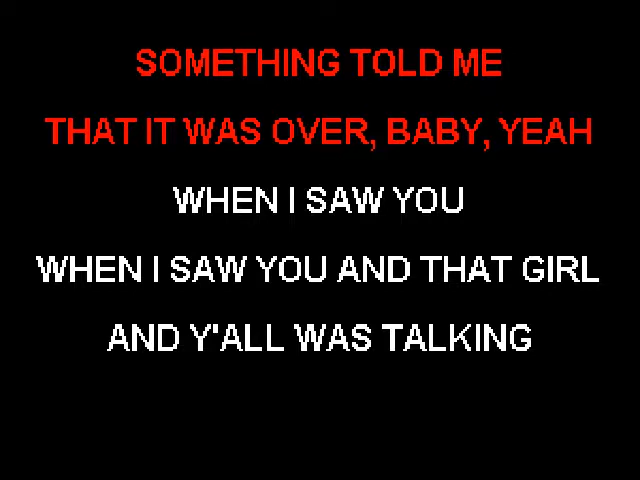 SOMETHING TOLD ME
THAT IT WAS OVER, BABY, YEAH
WHEN I SAW YOU
WHEN I SAW YOU AND THAT GIRL
AND Y'ALL WAS TALKING